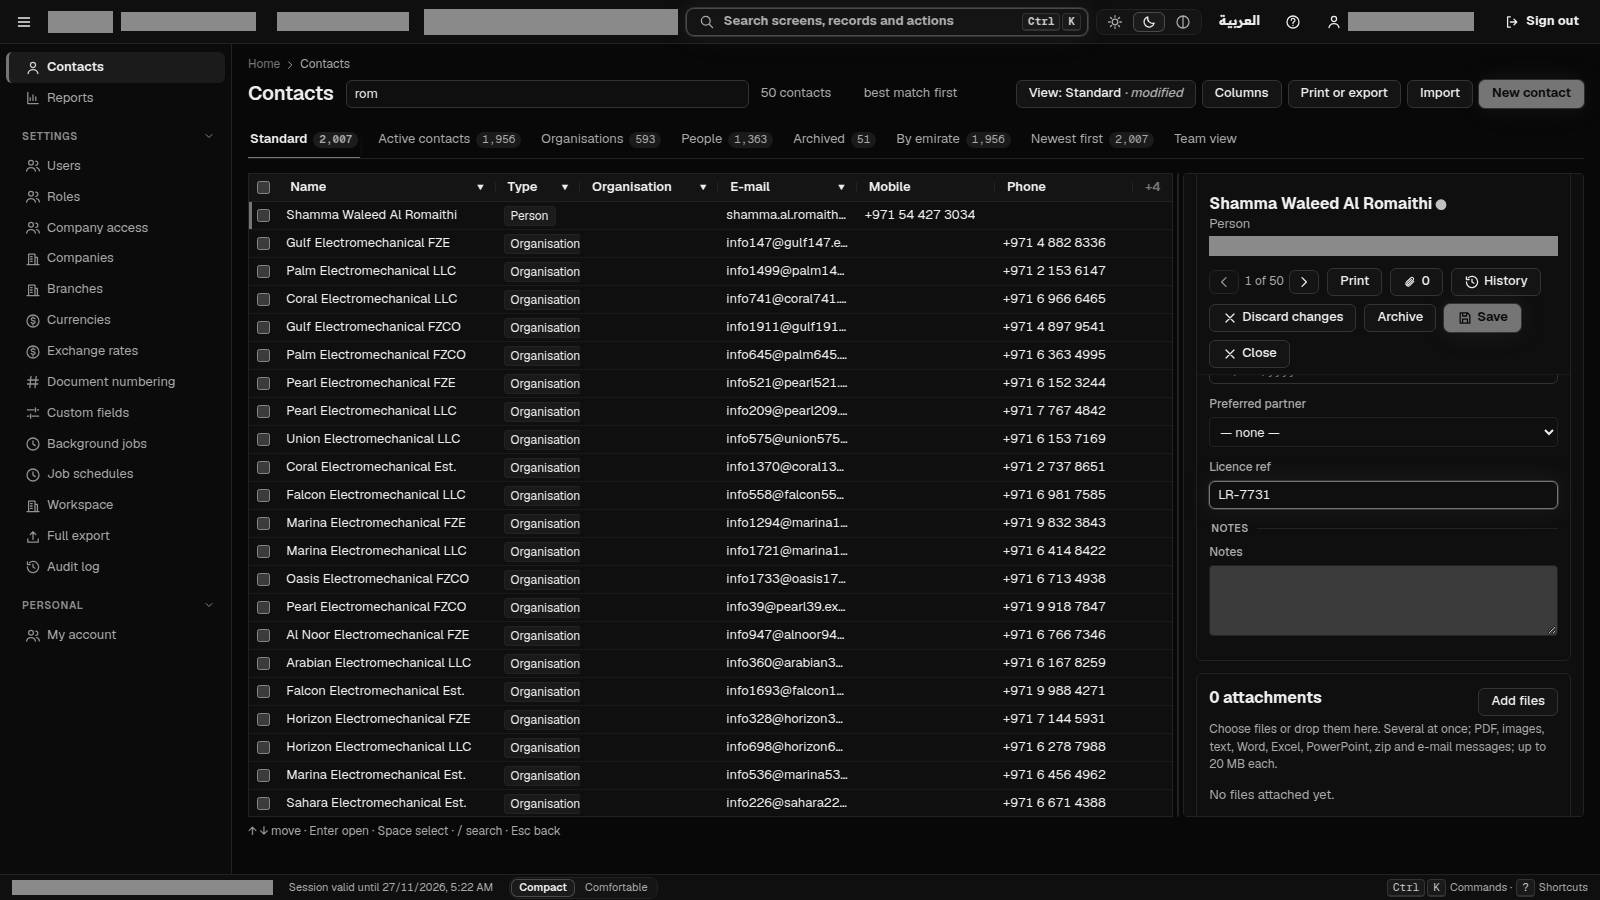 Search screens, records and actions Ctrl K العربية Sign out
Contacts
Reports
SETTINGS
Users
Roles
Company access
Companies
Branches
Currencies
Exchange rates
Document numbering
Custom fields
Background jobs
Job schedules
Workspace
Full export
Audit log
PERSONAL
My account
Home > Contacts
Contacts rom 50 contacts best match first View: Standard · modified Columns Print or export Import New contact
Standard 2,007 Active contacts 1,956 Organisations 593 People 1,363 Archived 51 By emirate 1,956 Newest first 2,007 Team view
Name Type Organisation E-mail Mobile Phone +4
Shamma Waleed Al Romaithi Person shamma.al.romaith... +971 54 427 3034
Gulf Electromechanical FZE Organisation info147@gulf147.e... +971 4 882 8336
Palm Electromechanical LLC Organisation info1499@palm14... +971 2 153 6147
Coral Electromechanical LLC Organisation info741@coral741.... +971 6 966 6465
Gulf Electromechanical FZCO Organisation info1911@gulf191... +971 4 897 9541
Palm Electromechanical FZCO Organisation info645@palm645.... +971 6 363 4995
Pearl Electromechanical FZE Organisation info521@pearl521.... +971 6 152 3244
Pearl Electromechanical LLC Organisation info209@pearl209.... +971 7 767 4842
Union Electromechanical LLC Organisation info575@union575... +971 6 153 7169
Coral Electromechanical Est. Organisation info1370@coral13... +971 2 737 8651
Falcon Electromechanical LLC Organisation info558@falcon55... +971 6 981 7585
Marina Electromechanical FZE Organisation info1294@marina1... +971 9 832 3843
Marina Electromechanical LLC Organisation info1721@marina1... +971 6 414 8422
Oasis Electromechanical FZCO Organisation info1733@oasis17... +971 6 713 4938
Pearl Electromechanical FZCO Organisation info39@pearl39.ex... +971 9 918 7847
Al Noor Electromechanical FZE Organisation info947@alnoor94... +971 6 766 7346
Arabian Electromechanical LLC Organisation info360@arabian3... +971 6 167 8259
Falcon Electromechanical Est. Organisation info1693@falcon1... +971 9 988 4271
Horizon Electromechanical FZE Organisation info328@horizon3... +971 7 144 5931
Horizon Electromechanical LLC Organisation info698@horizon6... +971 6 278 7988
Marina Electromechanical Est. Organisation info536@marina53... +971 6 456 4962
Sahara Electromechanical Est. Organisation info226@sahara22... +971 6 671 4388
↑↓ move · Enter open · Space select · / search · Esc back
Shamma Waleed Al Romaithi
Person
1 of 50 Print 0 History
Discard changes Archive Save
Close
Preferred partner
— none —
Licence ref
LR-7731
NOTES
Notes
0 attachments Add files
Choose files or drop them here. Several at once; PDF, images,
text, Word, Excel, PowerPoint, zip and e-mail messages; up to
20 MB each.
No files attached yet.
Session valid until 27/11/2026, 5:22 AM Compact Comfortable Ctrl K Commands · ? Shortcuts